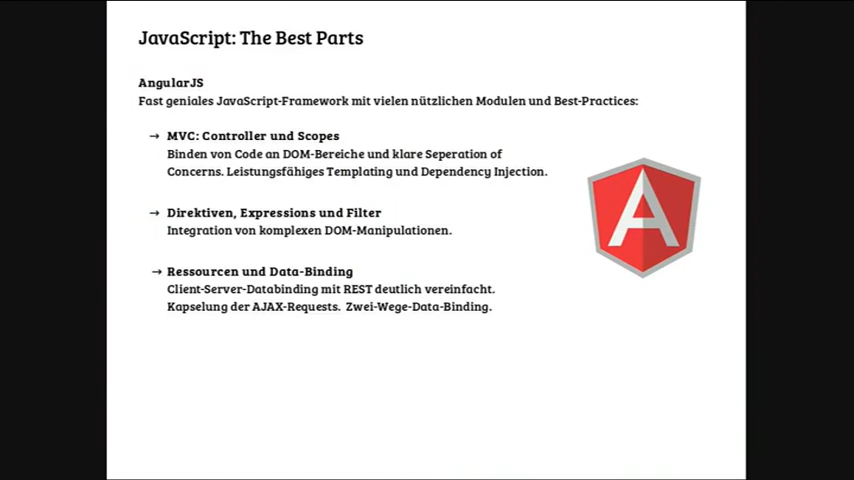 JavaScript: The Best Parts
AngularJS
Fast geniales JavaScript-Framework mit vielen nützlichen Modulen und Best-Practices:
→ MVC: Controller und Scopes
Binden von Code an DOM-Bereiche und klare Seperation of
Concerns. Leistungsfähiges Templating und Dependency Injection.
→ Direktiven, Expressions und Filter
Integration von komplexen DOM-Manipulationen.
→ Ressourcen und Data-Binding
Client-Server-Databinding mit REST deutlich vereinfacht.
Kapselung der AJAX-Requests. Zwei-Wege-Data-Binding.
A